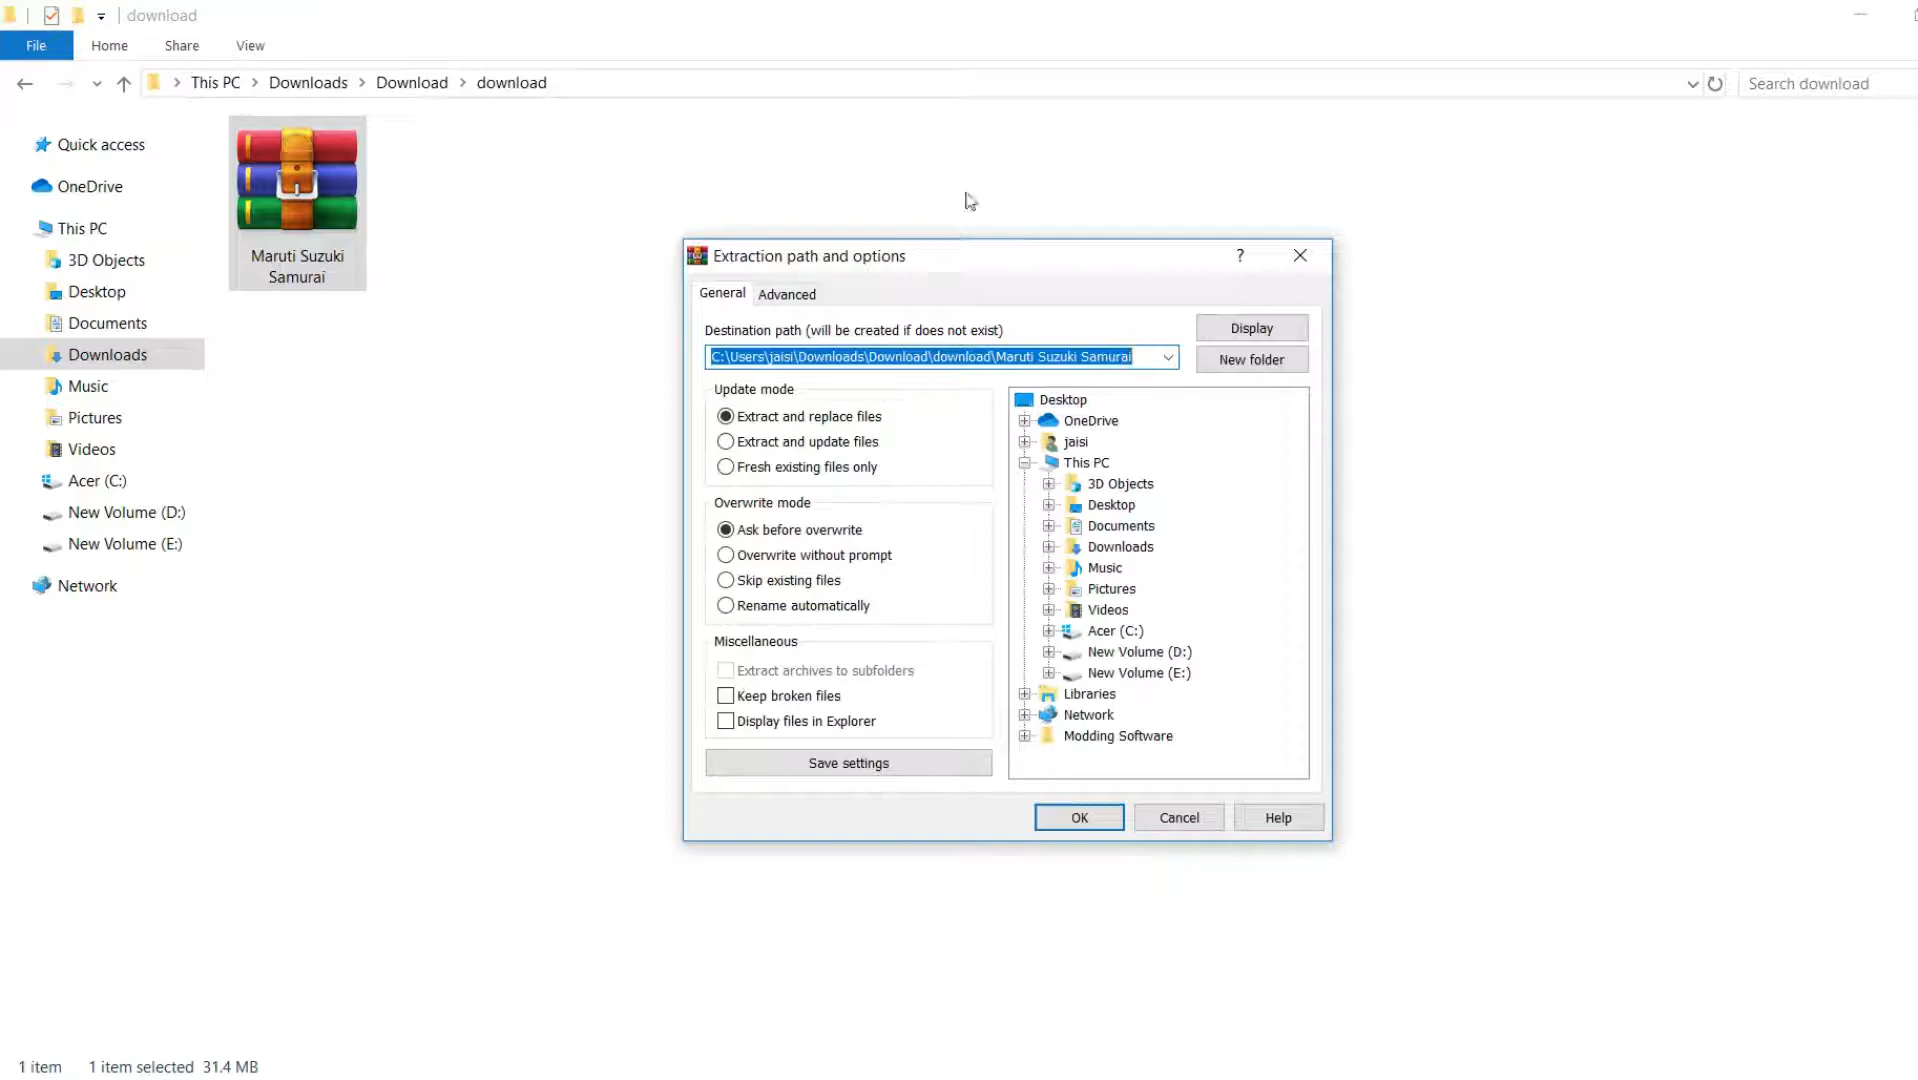 download
File Home Share View
This PC Downloads Download download
Search download
Quick access
OneDrive
This PC
3D Objects
Desktop
Documents
Downloads
Music
Pictures
Videos
Acer (C:)
New Volume (D:)
New Volume (E:)
Network
Maruti Suzuki
Samurai
Extraction path and options
?
General Advanced
Destination path (will be created if does not exist)
C:\Users\jaisi\Downloads\Download\download\Maruti Suzuki Samurai
Display
New folder
Update mode
Extract and replace files
Extract and update files
Fresh existing files only
Overwrite mode
Ask before overwrite
Overwrite without prompt
Skip existing files
Rename automatically
Miscellaneous
Extract archives to subfolders
Keep broken files
Display files in Explorer
Save settings
Desktop
OneDrive
jaisi
This PC
3D Objects
Desktop
Documents
Downloads
Music
Pictures
Videos
Acer (C:)
New Volume (D:)
New Volume (E:)
Libraries
Network
Modding Software
OK Cancel Help
1 item 1 item selected 31.4 MB